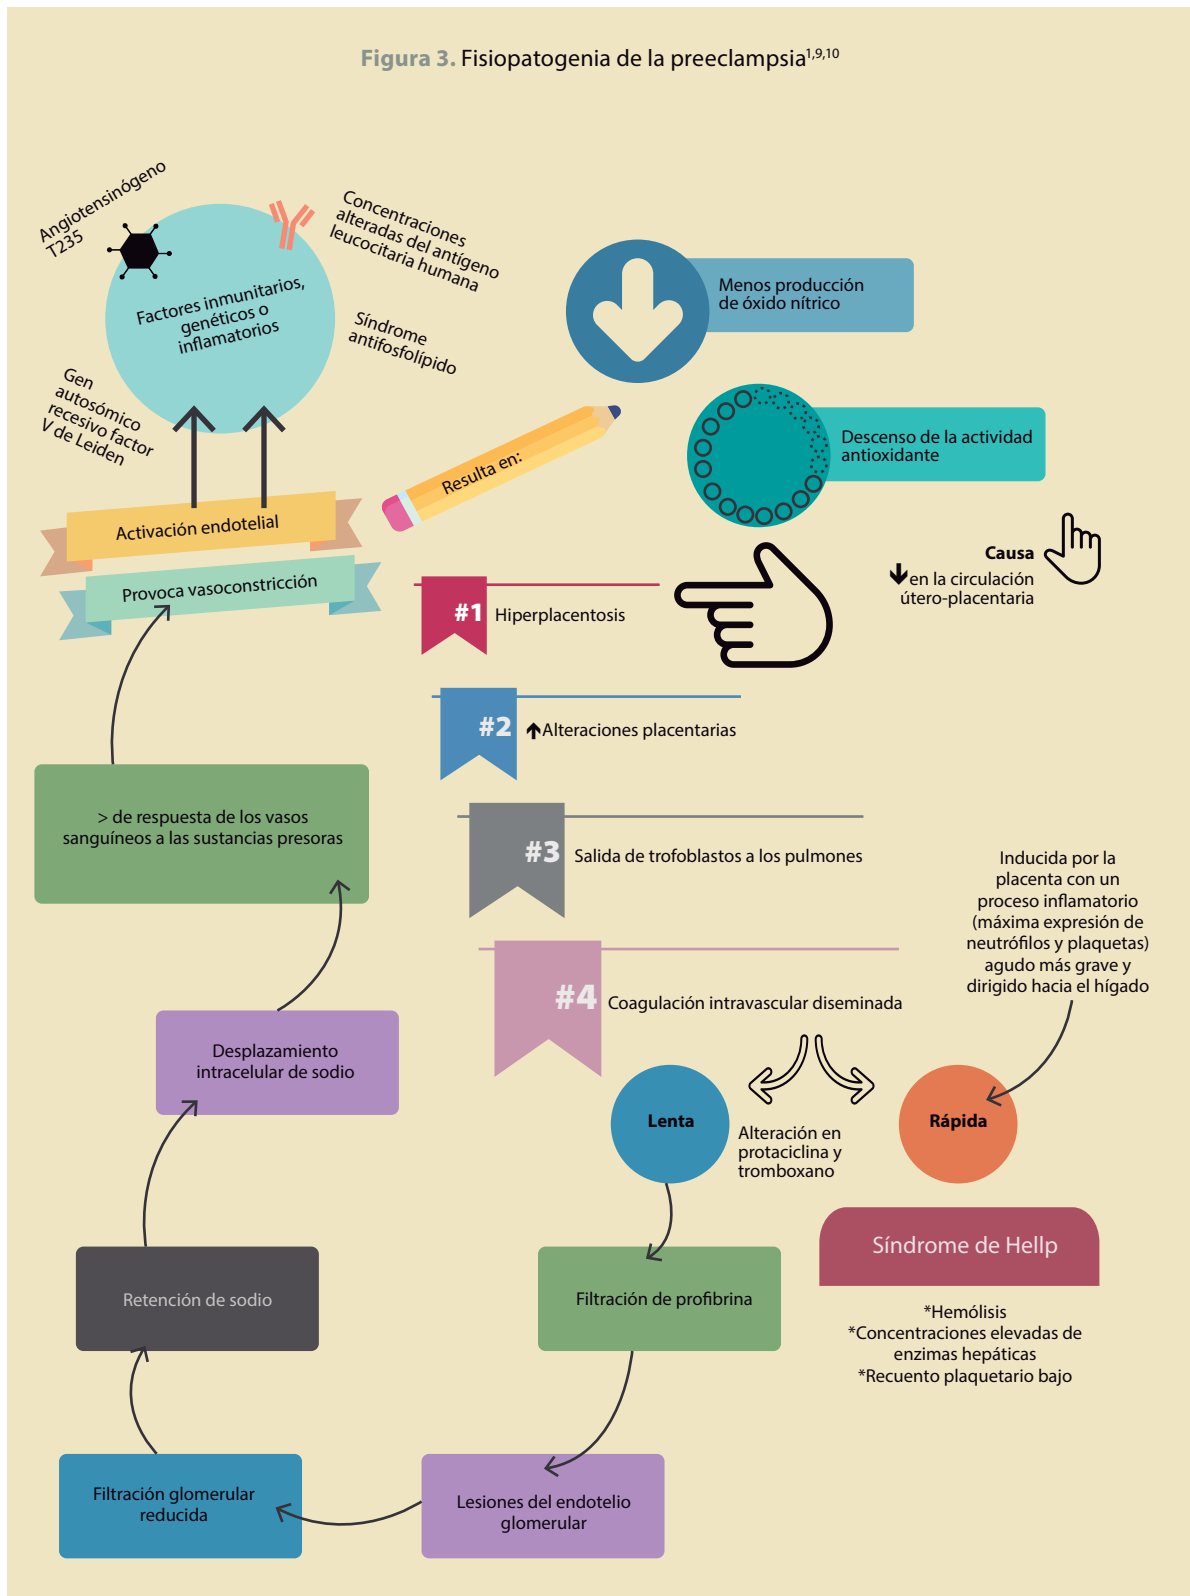 Figura 3. Fisiopatogenia de la preeclampsia1,9,10
Angiotensinógeno
T235
Concentraciones
alteradas del antígeno
leucocitaria humana
Factores inmunitarios,
genéticos o
inflamatorios
Síndrome
antifosfolípido
Gen
autosómico
recesivo factor
V de Leiden
Activación endotelial
Provoca vasoconstricción
Resulta en:
Menos producción
de óxido nítrico
Descenso de la actividad
antioxidante
Causa
🡻en la circulación
útero-placentaria
#1 Hiperplacentosis
#2 🡹Alteraciones placentarias
#3 Salida de trofoblastos a los pulmones
#4 Coagulación intravascular diseminada
Inducida por la
placenta con un
proceso inflamatorio
(máxima expresión de
neutrófilos y plaquetas)
agudo más grave y
dirigido hacia el hígado
Lenta
Alteración en
protaciclina y
tromboxano
Rápida
Síndrome de Hellp
*Hemólisis
*Concentraciones elevadas de
enzimas hepáticas
*Recuento plaquetario bajo
Filtración de profibrina
Lesiones del endotelio
glomerular
Filtración glomerular
reducida
Retención de sodio
Desplazamiento
intracelular de sodio
> de respuesta de los vasos
sanguíneos a las sustancias presoras